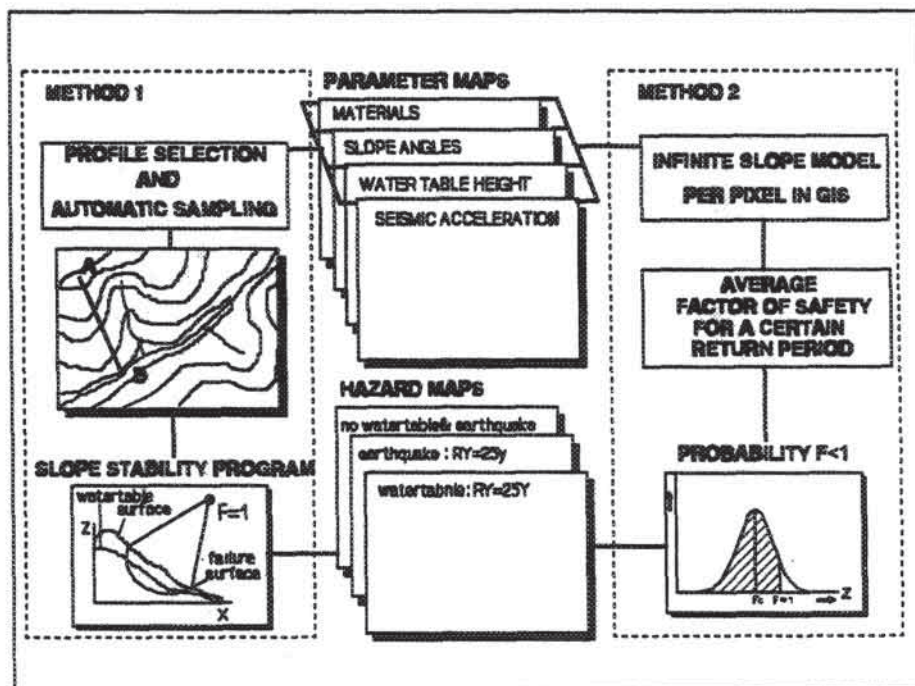 METHOD 1
PROFILE SELECTION
AND
AUTOMATIC SAMPLING
A
B
SLOPE STABILITY PROGRAM
watertable
surface
F=1
Z
failure
surface
X
PARAMETER MAPS
MATERIALS
SLOPE ANGLES
WATER TABLE HEIGHT
SEISMIC ACCELERATION
HAZARD MAPS
no watartable& earthquake
earthquake : RY=25y
watertabnle: RY=25Y
METHOD 2
INFINITE SLOPE MODEL
PER PIXEL IN GIS
AVERAGE
FACTOR OF SAFETY
FOR A CERTAIN
RETURN PERIOD
PROBABILITY F<1
F=1
Z